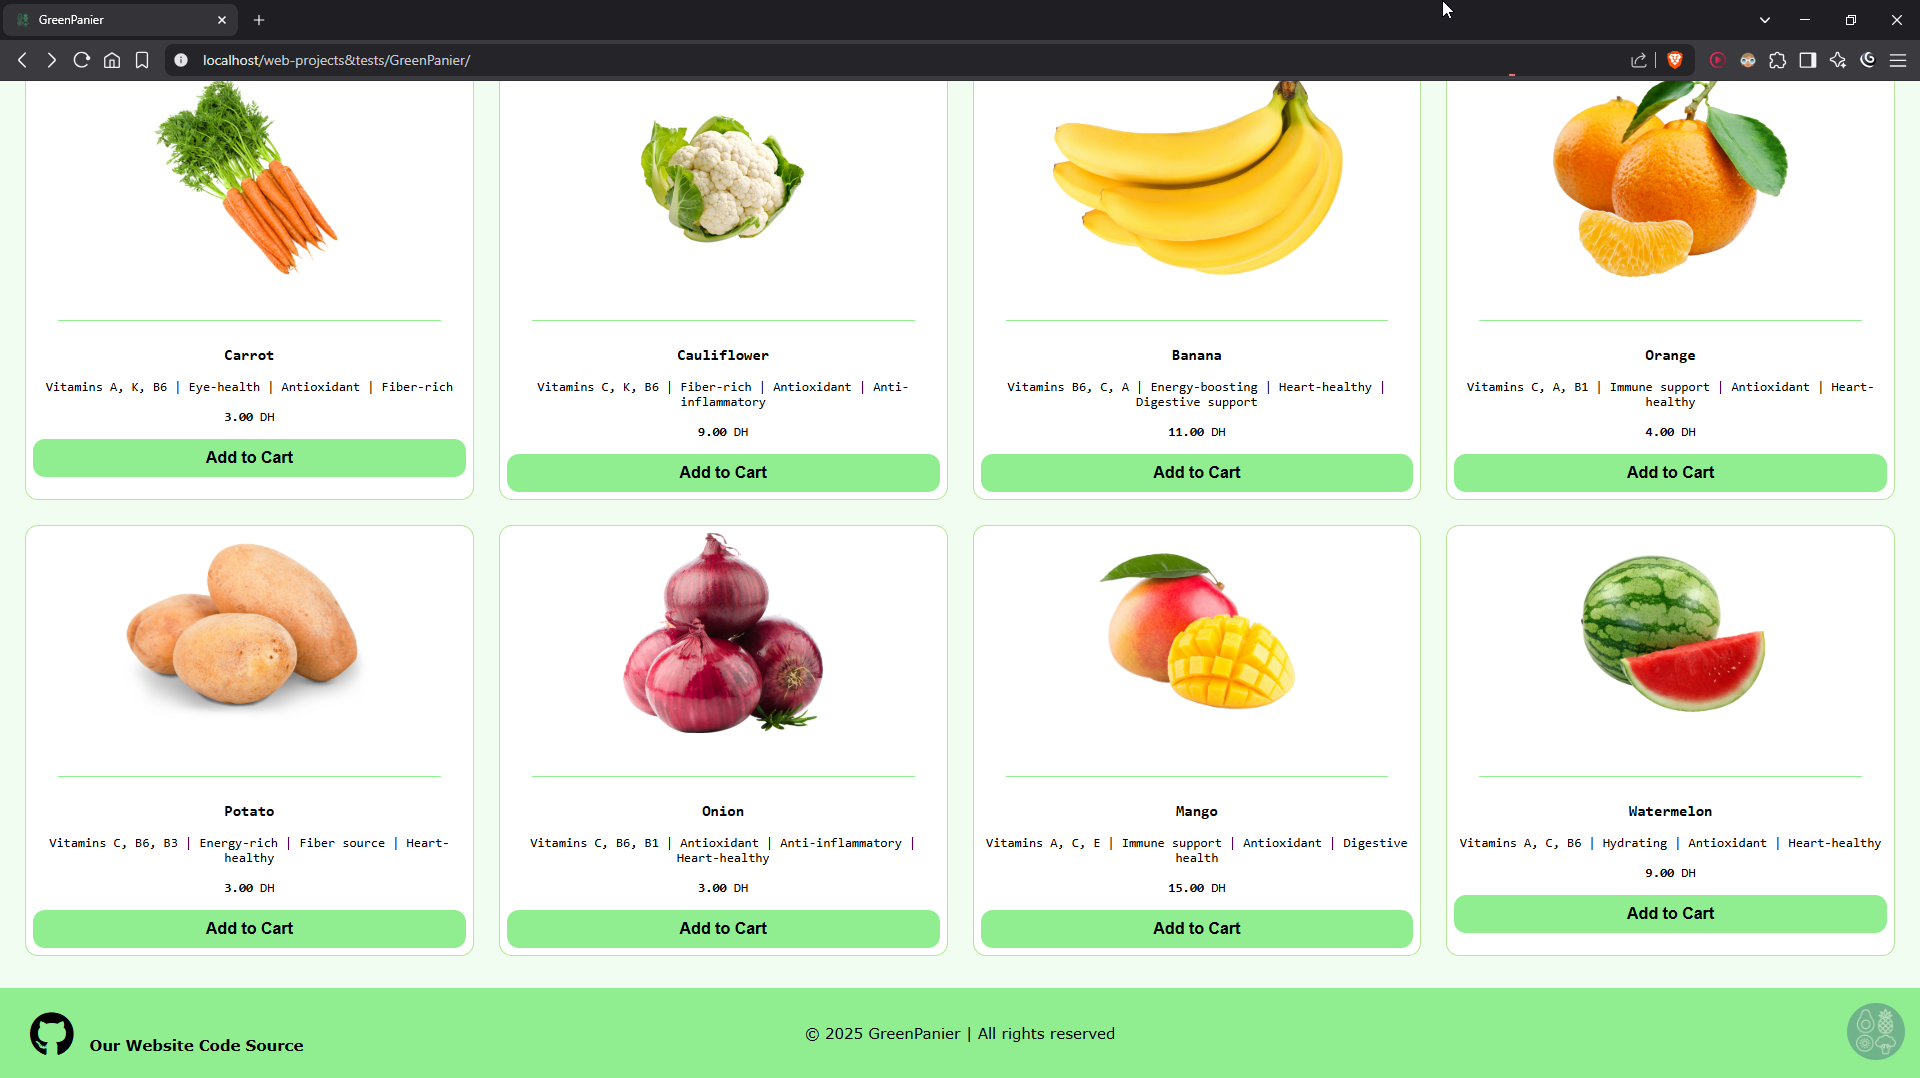 GreenPanier
localhost/web-projects&tests/GreenPanier/
Carrot
Vitamins A, K, B6 | Eye-health | Antioxidant | Fiber-rich
3.00 DH
Add to Cart
Cauliflower
Vitamins C, K, B6 | Fiber-rich | Antioxidant | Anti-
inflammatory
9.00 DH
Add to Cart
Banana
Vitamins B6, C, A | Energy-boosting | Heart-healthy |
Digestive support
11.00 DH
Add to Cart
Orange
Vitamins C, A, B1 | Immune support | Antioxidant | Heart-
healthy
4.00 DH
Add to Cart
Potato
Vitamins C, B6, B3 | Energy-rich | Fiber source | Heart-
healthy
3.00 DH
Add to Cart
Onion
Vitamins C, B6, B1 | Antioxidant | Anti-inflammatory |
Heart-healthy
3.00 DH
Add to Cart
Mango
Vitamins A, C, E | Immune support | Antioxidant | Digestive
health
15.00 DH
Add to Cart
Watermelon
Vitamins A, C, B6 | Hydrating | Antioxidant | Heart-healthy
9.00 DH
Add to Cart
Our Website Code Source
© 2025 GreenPanier | All rights reserved